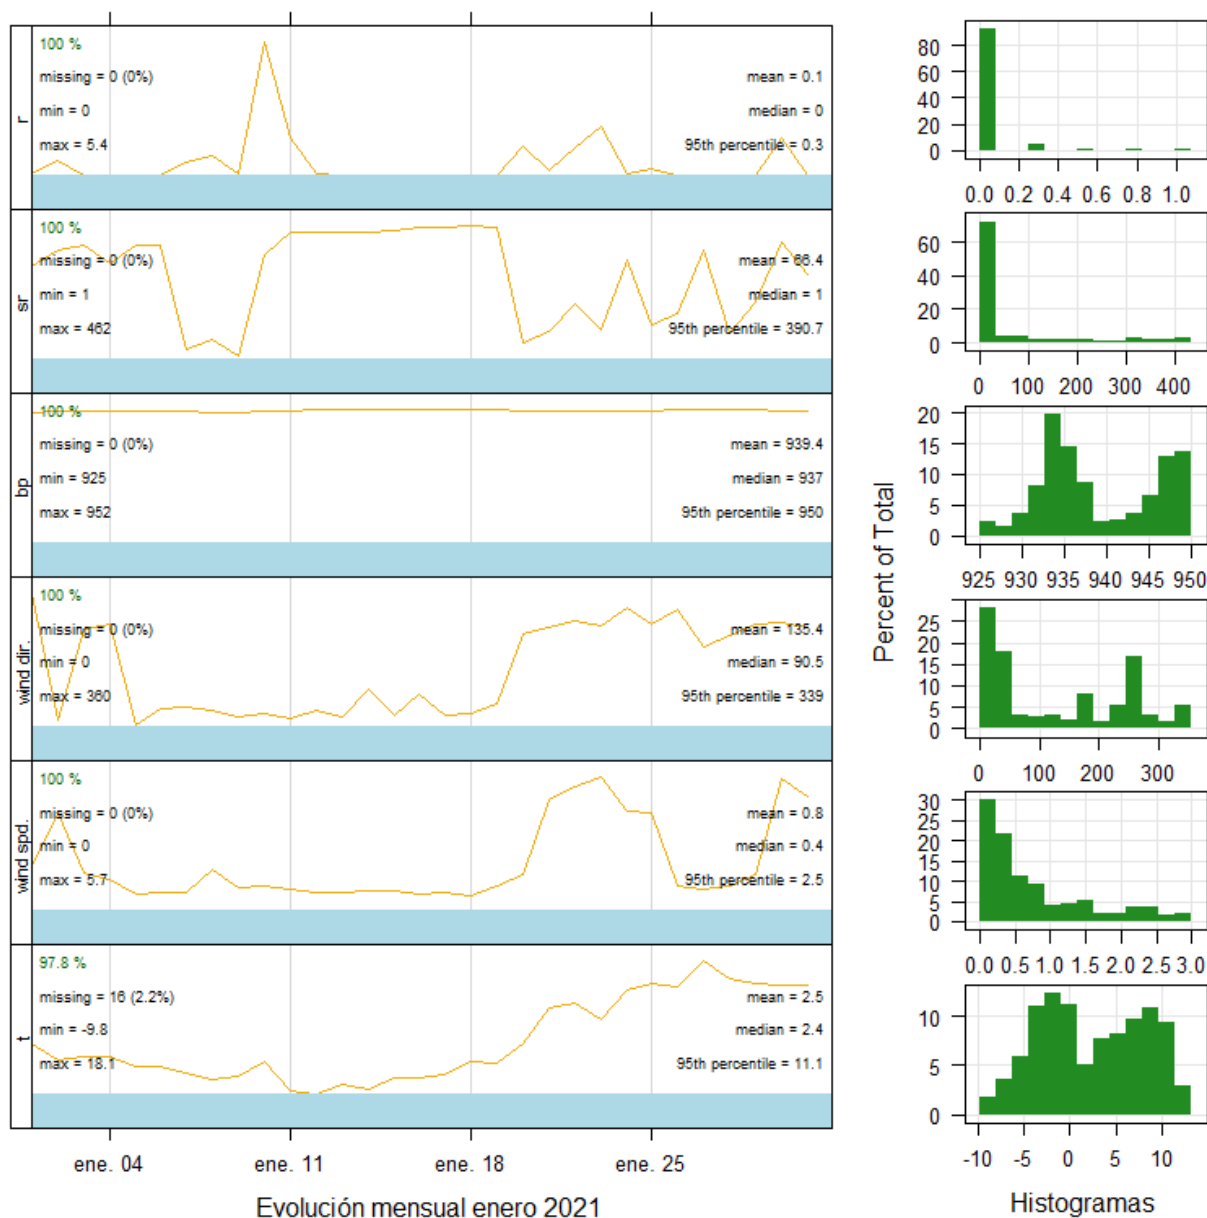 r
100 %
missing = 0 (0%)
min = 0
max = 5.4
mean = 0.1
median = 0
95th percentile = 0.3
sr
100 %
missing = 0 (0%)
min = 1
max = 462
mean = 66.4
median = 1
95th percentile = 390.7
bp
100 %
missing = 0 (0%)
min = 925
max = 952
mean = 939.4
median = 937
95th percentile = 950
wind dir.
100 %
missing = 0 (0%)
min = 0
max = 360
mean = 135.4
median = 90.5
95th percentile = 339
wind spd.
100 %
missing = 0 (0%)
min = 0
max = 5.7
mean = 0.8
median = 0.4
95th percentile = 2.5
t
97.8 %
missing = 16 (2.2%)
min = -9.8
max = 18.1
mean = 2.5
median = 2.4
95th percentile = 11.1
ene. 04 ene. 11 ene. 18 ene. 25
Evolución mensual enero 2021
Percent of Total
80
60
40
20
0
0.0 0.2 0.4 0.6 0.8 1.0
60
40
20
0
0 100 200 300 400
20
15
10
5
0
925 930 935 940 945 950
25
20
15
10
5
0
0 100 200 300
30
25
20
15
10
5
0
0.0 0.5 1.0 1.5 2.0 2.5 3.0
10
5
0
-10 -5 0 5 10
Histogramas